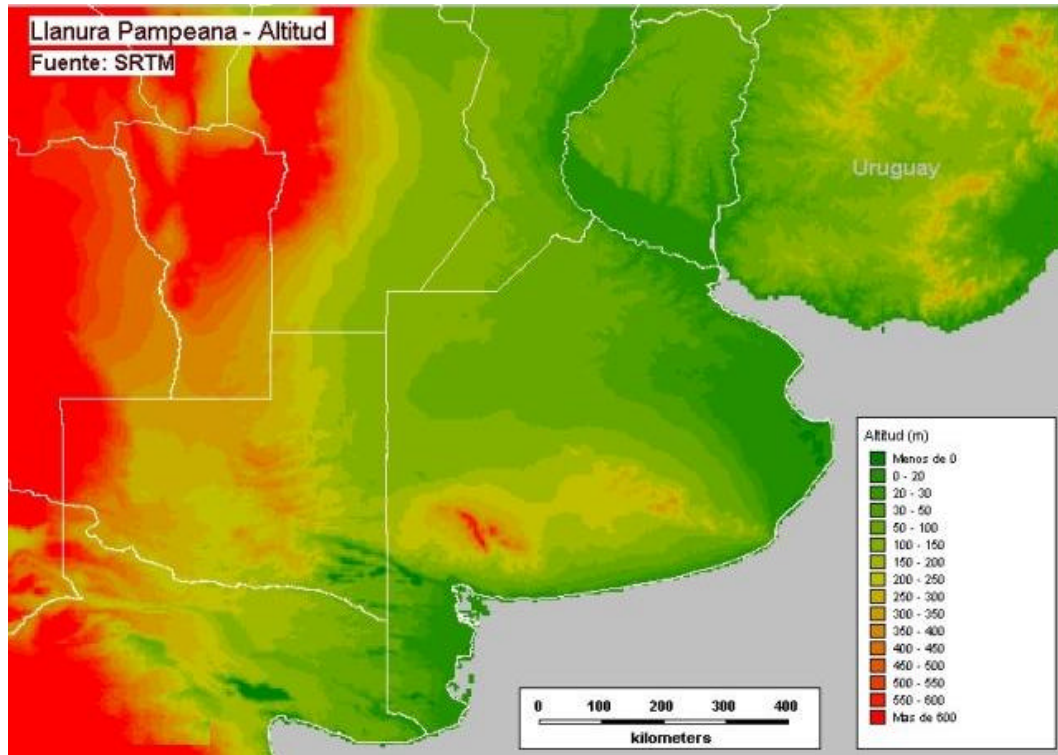 Llanura Pampeana - Altitud
Fuente: SRTM
Uruguay
Altitud (m)
Menos de 0
0 - 20
20 - 30
30 - 50
50 - 100
100 - 150
150 - 200
200 - 250
250 - 300
300 - 350
350 - 400
400 - 450
450 - 500
500 - 550
550 - 600
Mas de 600
0 100 200 300 400
kilometers